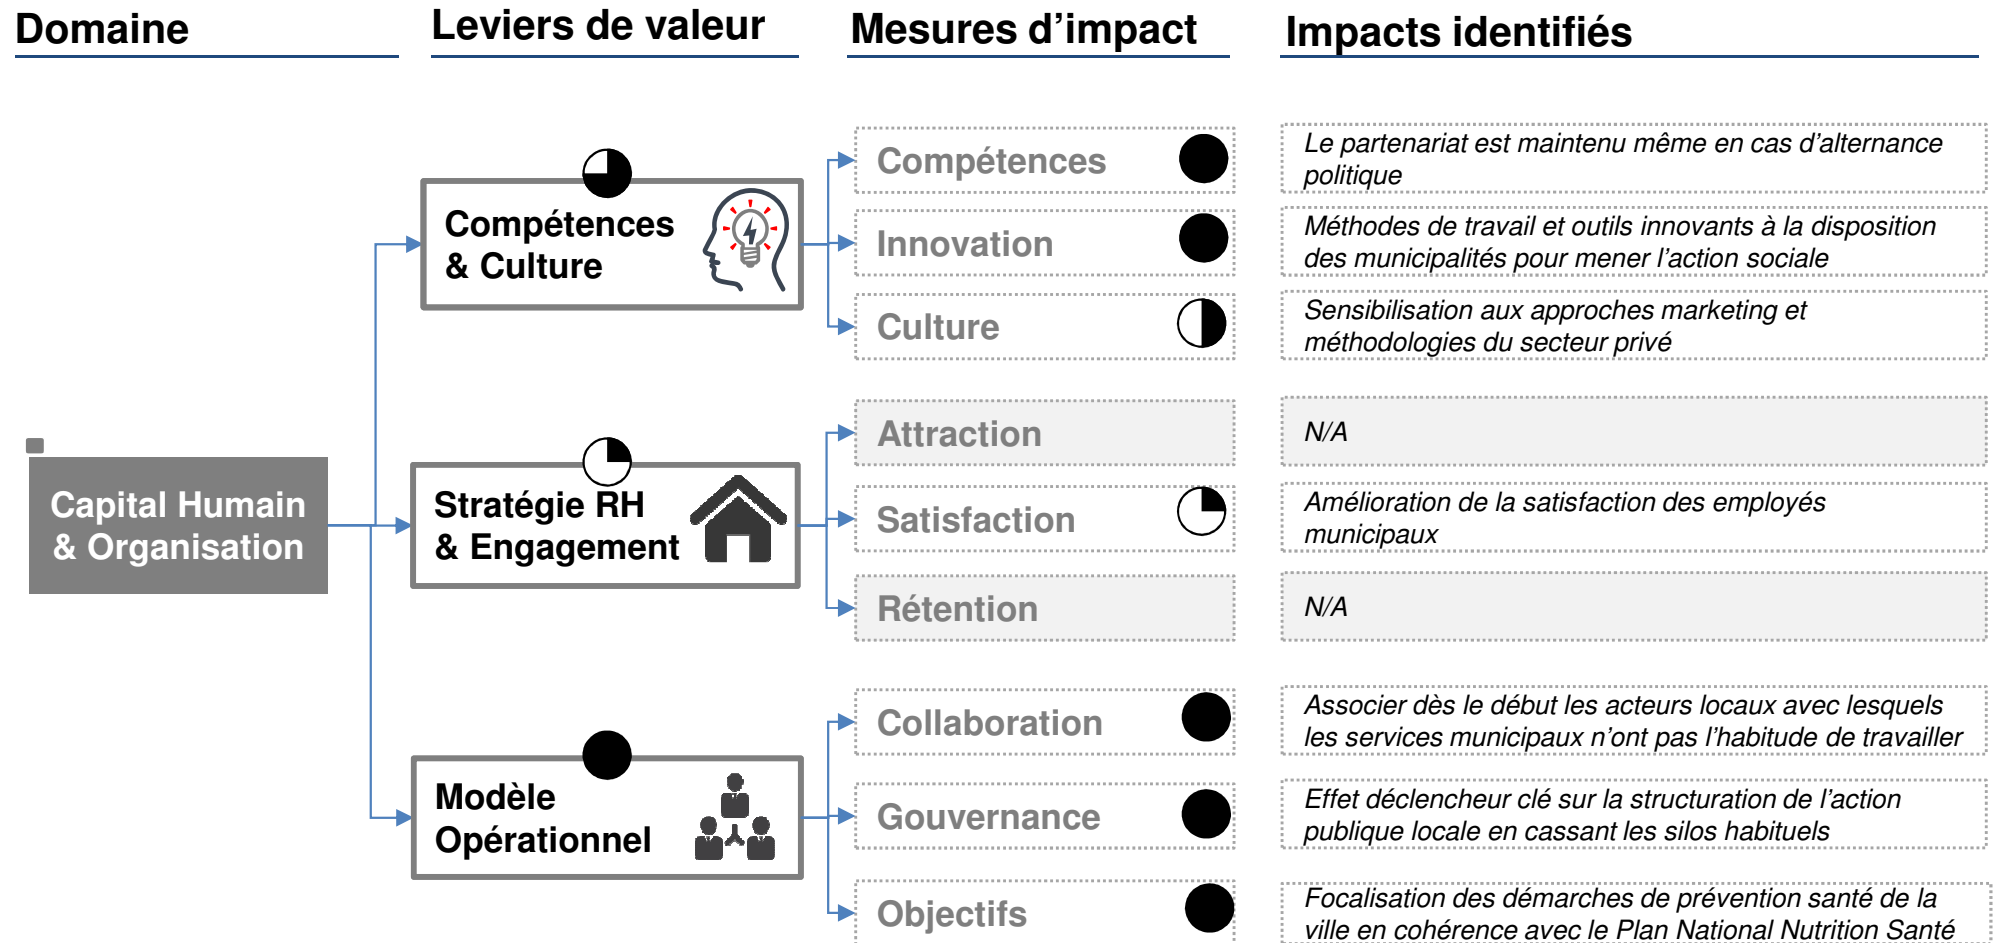 Domaine
Leviers de valeur
Mesures d’impact
Impacts identifiés
Capital Humain
& Organisation
Compétences
& Culture
Compétences
Le partenariat est maintenu même en cas d’alternance
politique
Innovation
Méthodes de travail et outils innovants à la disposition
des municipalités pour mener l’action sociale
Culture
Sensibilisation aux approches marketing et
méthodologies du secteur privé
Stratégie RH
& Engagement
Attraction
N/A
Satisfaction
Amélioration de la satisfaction des employés
municipaux
Rétention
N/A
Modèle
Opérationnel
Collaboration
Associer dès le début les acteurs locaux avec lesquels
les services municipaux n’ont pas l’habitude de travailler
Gouvernance
Effet déclencheur clé sur la structuration de l’action
publique locale en cassant les silos habituels
Objectifs
Focalisation des démarches de prévention santé de la
ville en cohérence avec le Plan National Nutrition Santé